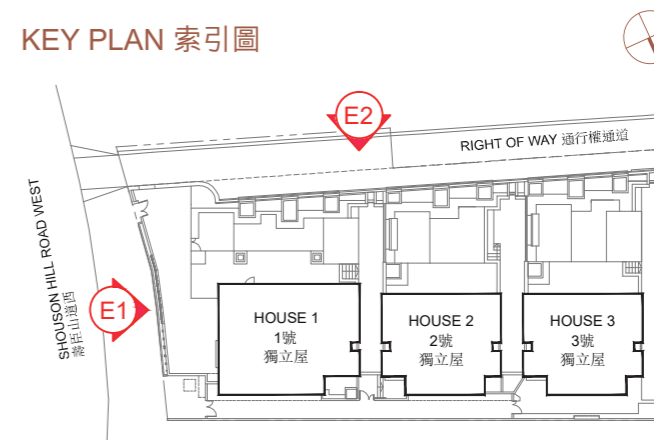 KEY PLAN 索引圖
E2
RIGHT OF WAY 通行權通道
SHOUSON HILL ROAD WEST
壽臣山道西
E1
HOUSE 1
1號
獨立屋
HOUSE 2
2號
獨立屋
HOUSE 3
3號
獨立屋